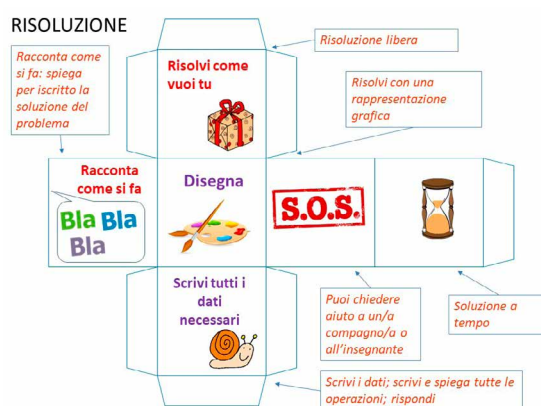 RISOLUZIONE
Racconta come
si fa: spiega
per iscritto la
soluzione del
problema
Risolvi come
vuoi tu
Risoluzione libera
Risolvi con una
rappresentazione
grafica
Racconta
come si fa
Bla Bla
Bla
Disegna
S.O.S.
Scrivi tutti i
dati
necessari
Puoi chiedere
aiuto a un/a
compagno/a o
all'insegnante
Soluzione a
tempo
Scrivi i dati; scrivi e spiega tutte le
operazioni; rispondi